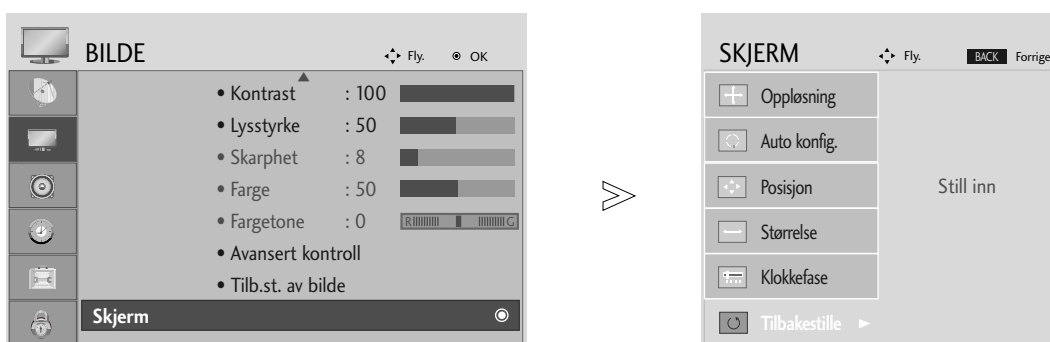 BILDE Fly. OK
• Kontrast : 100
• Lysstyrke : 50
• Skarphet : 8
• Farge : 50
• Fargetone : 0 R G
• Avansert kontroll
• Tilb.st. av bilde
Skjerm
SKJERM Fly. BACK Forrige
Oppløsning
Auto konfig.
Posisjon
Still inn
Størrelse
Klokkefase
Tilbakestille ►